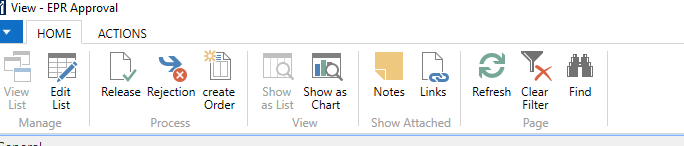 View - EPR Approval
HOME ACTIONS
View List
Edit List
Release
Rejection
create Order
Show as List
Show as Chart
Notes
Links
Refresh
Clear Filter
Find
Manage
Process
View
Show Attached
Page
General